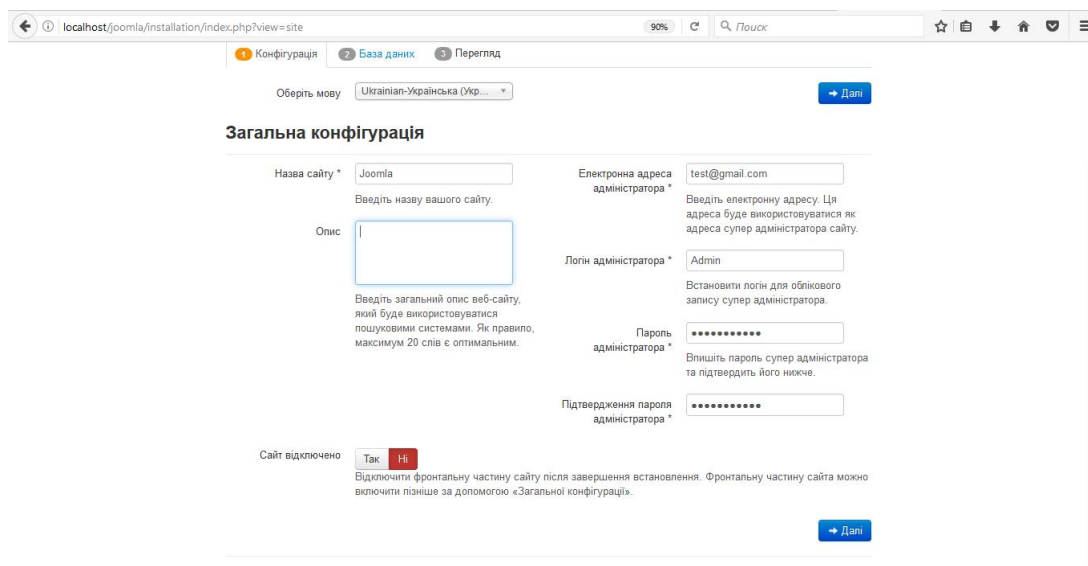 localhost/joomla/installation/index.php?view=site 90% Поиск
1 Конфігурація 2 База даних 3 Перегляд
Оберіть мову Ukrainian-Українська (Укр... Далі
Загальна конфігурація
Назва сайту * Joomla
Введіть назву вашого сайту.
Опис
Введіть загальний опис веб-сайту,
який буде використовуватися
пошуковими системами. Як правило,
максимум 20 слів є оптимальним.
Електронна адреса
адміністратора * test@gmail.com
Введіть електронну адресу. Ця
адреса буде використовуватися як
адреса супер адміністратора сайту.
Логін адміністратора * Admin
Встановити логін для облікового
запису супер адміністратора.
Пароль
адміністратора * •••••••••••
Впишіть пароль супер адміністратора
та підтвердить його нижче.
Підтвердження пароля
адміністратора * •••••••••••
Сайт відключено Так Ні
Відключити фронтальну частину сайту після завершення встановлення. Фронтальну частину сайта можно
включити пізніше за допомогою «Загальної конфігурації».
Далі